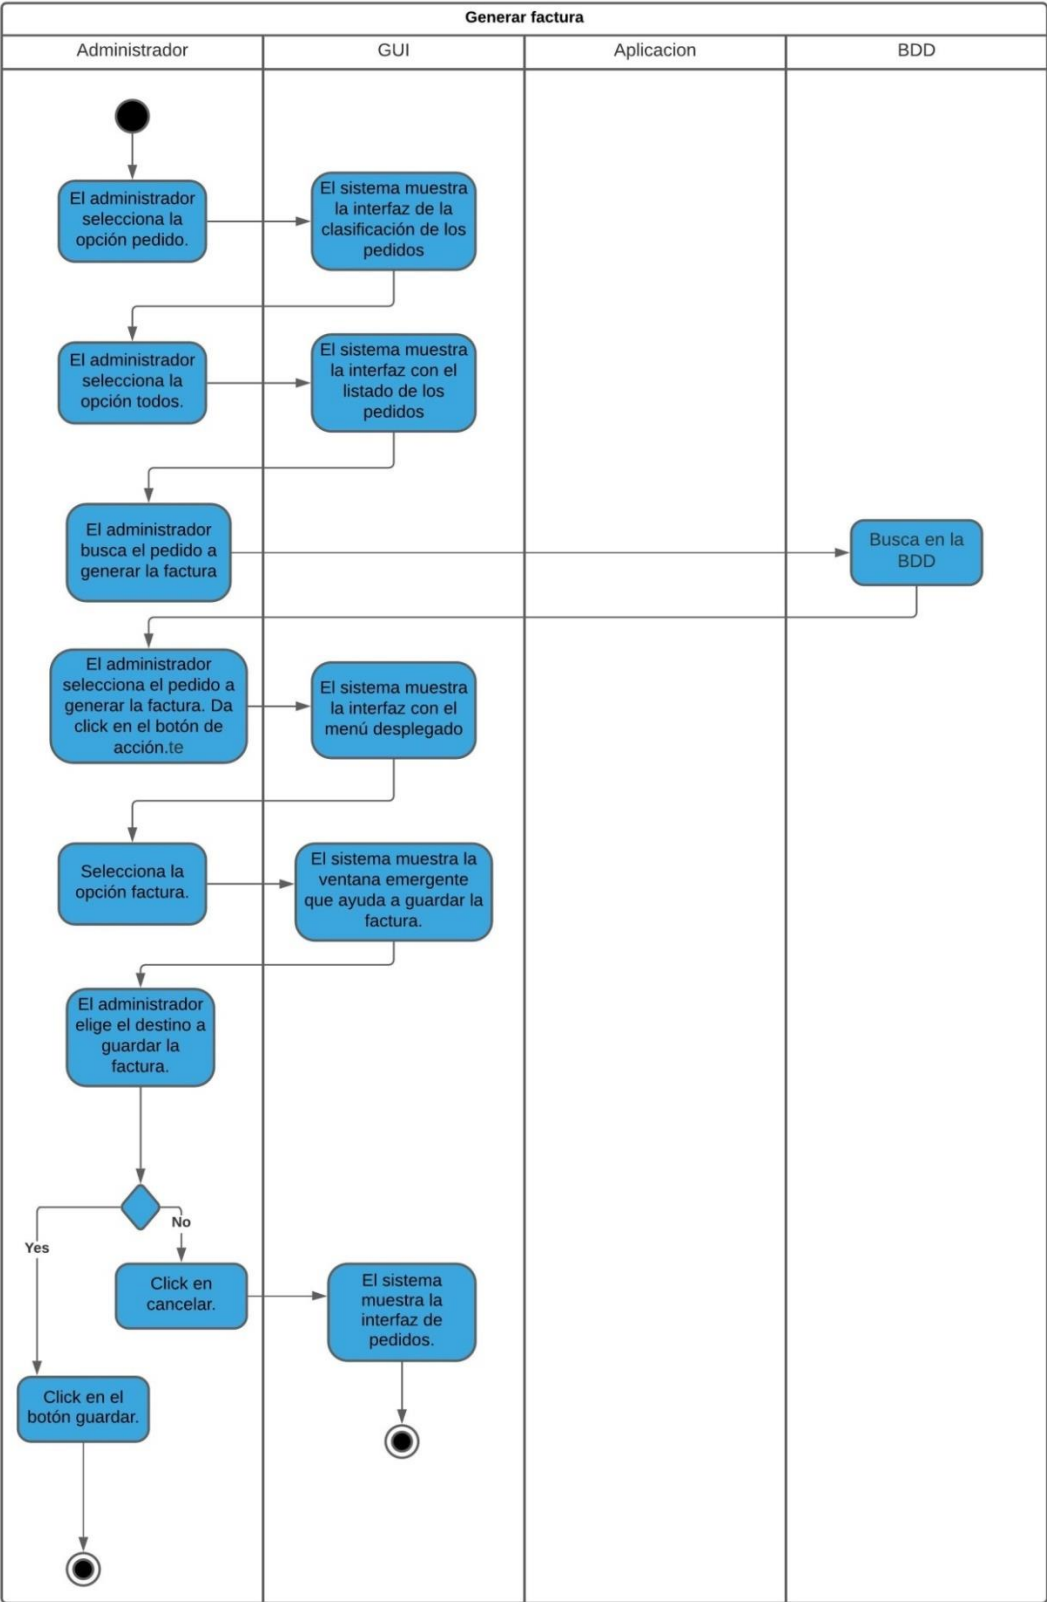 Generar factura
Administrador
GUI
Aplicacion
BDD
El administrador
selecciona la
opción pedido.
El sistema muestra
la interfaz de la
clasificación de los
pedidos
El administrador
selecciona la
opción todos.
El sistema muestra
la interfaz con el
listado de los
pedidos
El administrador
busca el pedido a
generar la factura
Busca en la
BDD
El administrador
selecciona el pedido a
generar la factura. Da
click en el botón de
acción.te
El sistema muestra
la interfaz con el
menú desplegado
Selecciona la
opción factura.
El sistema muestra la
ventana emergente
que ayuda a guardar la
factura.
El administrador
elige el destino a
guardar la
factura.
No
Yes
Click en
cancelar.
El sistema
muestra la
interfaz de
pedidos.
Click en el
botón guardar.